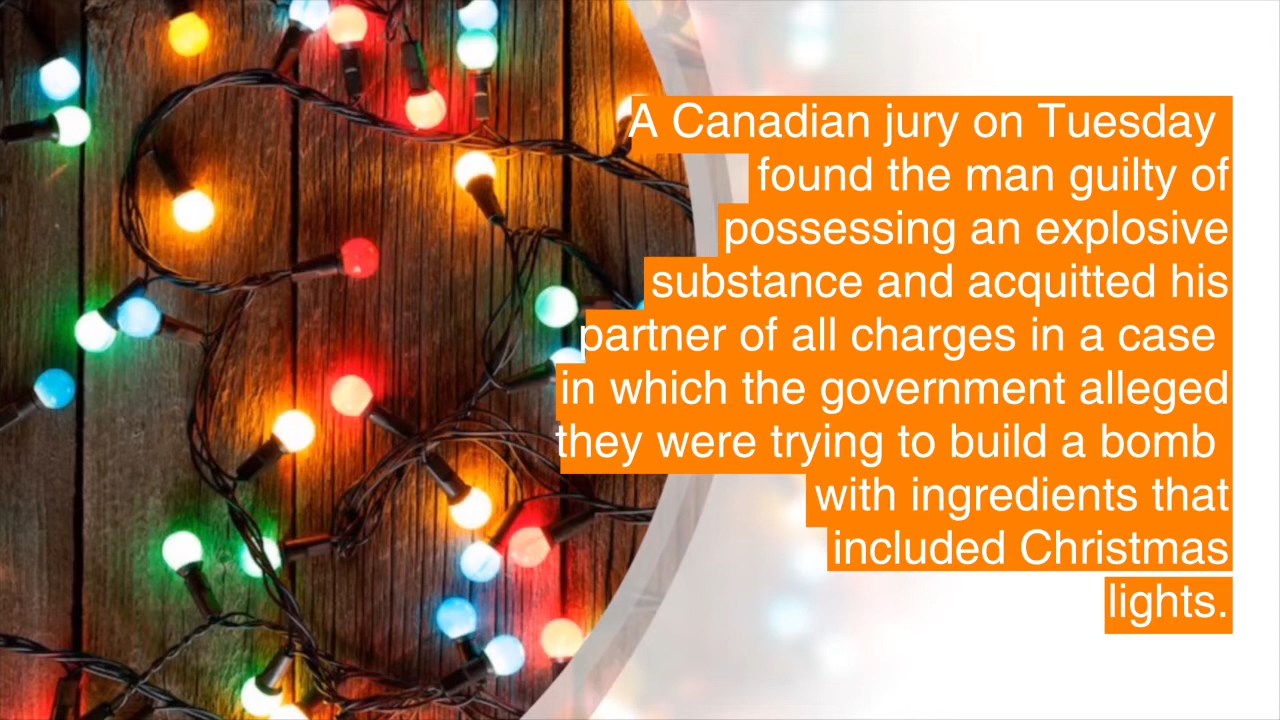 A Canadian jury on Tuesday
found the man guilty of
possessing an explosive
substance and acquitted his
partner of all charges in a case
in which the government alleged
they were trying to build a bomb
with ingredients that
included Christmas
lights.